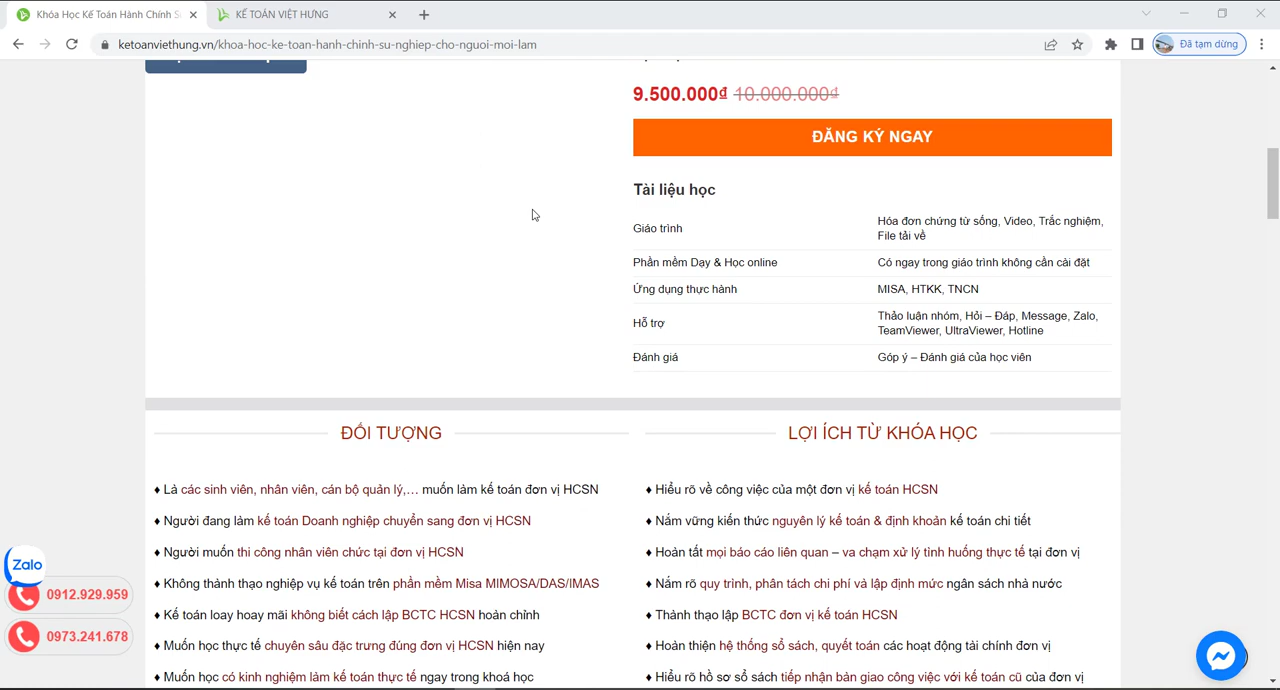 Khóa Học Kế Toán Hành Chính S
KẾ TOÁN VIỆT HƯNG
ketoanviethung.vn/khoa-hoc-ke-toan-hanh-chinh-su-nghiep-cho-nguoi-moi-lam
Đã tạm dừng
9.500.000₫ 10.000.000₫
ĐĂNG KÝ NGAY
Tài liệu học
Giáo trình
Hóa đơn chứng từ sống, Video, Trắc nghiệm,
File tải về
Phần mềm Dạy & Học online
Có ngay trong giáo trình không cần cài đặt
Ứng dụng thực hành
MISA, HTKK, TNCN
Hỗ trợ
Thảo luận nhóm, Hỏi – Đáp, Message, Zalo,
TeamViewer, UltraViewer, Hotline
Đánh giá
Góp ý – Đánh giá của học viên
ĐỐI TƯỢNG
♦ Là các sinh viên, nhân viên, cán bộ quản lý,… muốn làm kế toán đơn vị HCSN
♦ Người đang làm kế toán Doanh nghiệp chuyển sang đơn vị HCSN
♦ Người muốn thi công nhân viên chức tại đơn vị HCSN
♦ Không thành thạo nghiệp vụ kế toán trên phần mềm Misa MIMOSA/DAS/IMAS
♦ Kế toán loay hoay mãi không biết cách lập BCTC HCSN hoàn chỉnh
♦ Muốn học thực tế chuyên sâu đặc trưng đúng đơn vị HCSN hiện nay
♦ Muốn học có kinh nghiệm làm kế toán thực tế ngay trong khoá học
LỢI ÍCH TỪ KHÓA HỌC
♦ Hiểu rõ về công việc của một đơn vị kế toán HCSN
♦ Nắm vững kiến thức nguyên lý kế toán & định khoản kế toán chi tiết
♦ Hoàn tất mọi báo cáo liên quan – va chạm xử lý tình huống thực tế tại đơn vị
♦ Nắm rõ quy trình, phân tách chi phí và lập định mức ngân sách nhà nước
♦ Thành thạo lập BCTC đơn vị kế toán HCSN
♦ Hoàn thiện hệ thống sổ sách, quyết toán các hoạt động tài chính đơn vị
♦ Hiểu rõ hồ sơ sổ sách tiếp nhận bàn giao công việc với kế toán cũ của đơn vị
Zalo
0912.929.959
0973.241.678